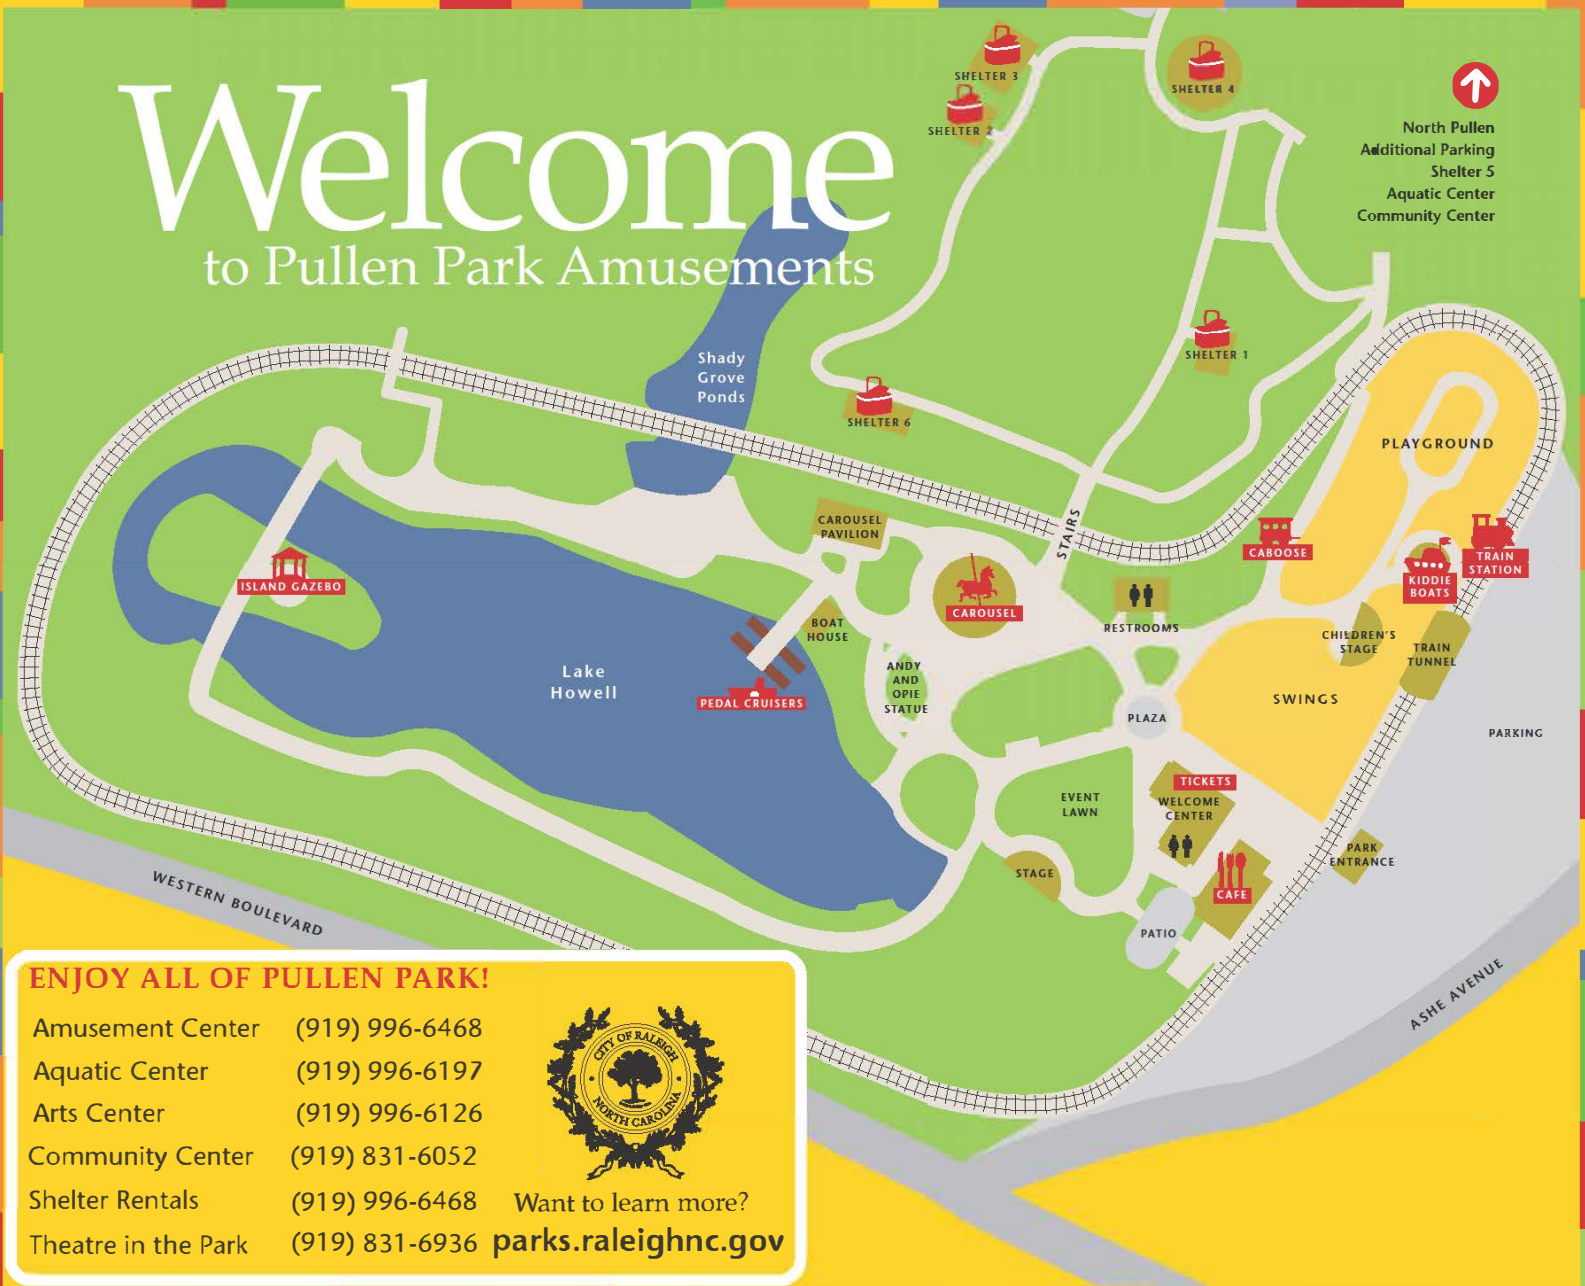 Welcome
to Pullen Park Amusements
SHELTER 3
SHELTER 2
SHELTER 4
North Pullen
Additional Parking
Shelter 5
Aquatic Center
Community Center
Shady
Grove
Ponds
SHELTER 1
SHELTER 6
PLAYGROUND
CAROUSEL
PAVILION
STAIRS
CABOOSE
TRAIN
STATION
KIDDIE
BOATS
ISLAND GAZEBO
CAROUSEL
RESTROOMS
BOAT
HOUSE
CHILDREN'S
STAGE
TRAIN
TUNNEL
Lake
Howell
ANDY
AND
OPIE
STATUE
PEDAL CRUISERS
SWINGS
PLAZA
PARKING
TICKETS
WELCOME
CENTER
EVENT
LAWN
PARK
ENTRANCE
STAGE
CAFE
PATIO
WESTERN BOULEVARD
ASHE AVENUE
ENJOY ALL OF PULLEN PARK!
Amusement Center (919) 996-6468
Aquatic Center (919) 996-6197
Arts Center (919) 996-6126
Community Center (919) 831-6052
Shelter Rentals (919) 996-6468
Theatre in the Park (919) 831-6936
CITY OF RALEIGH
NORTH CAROLINA
Want to learn more?
parks.raleighnc.gov